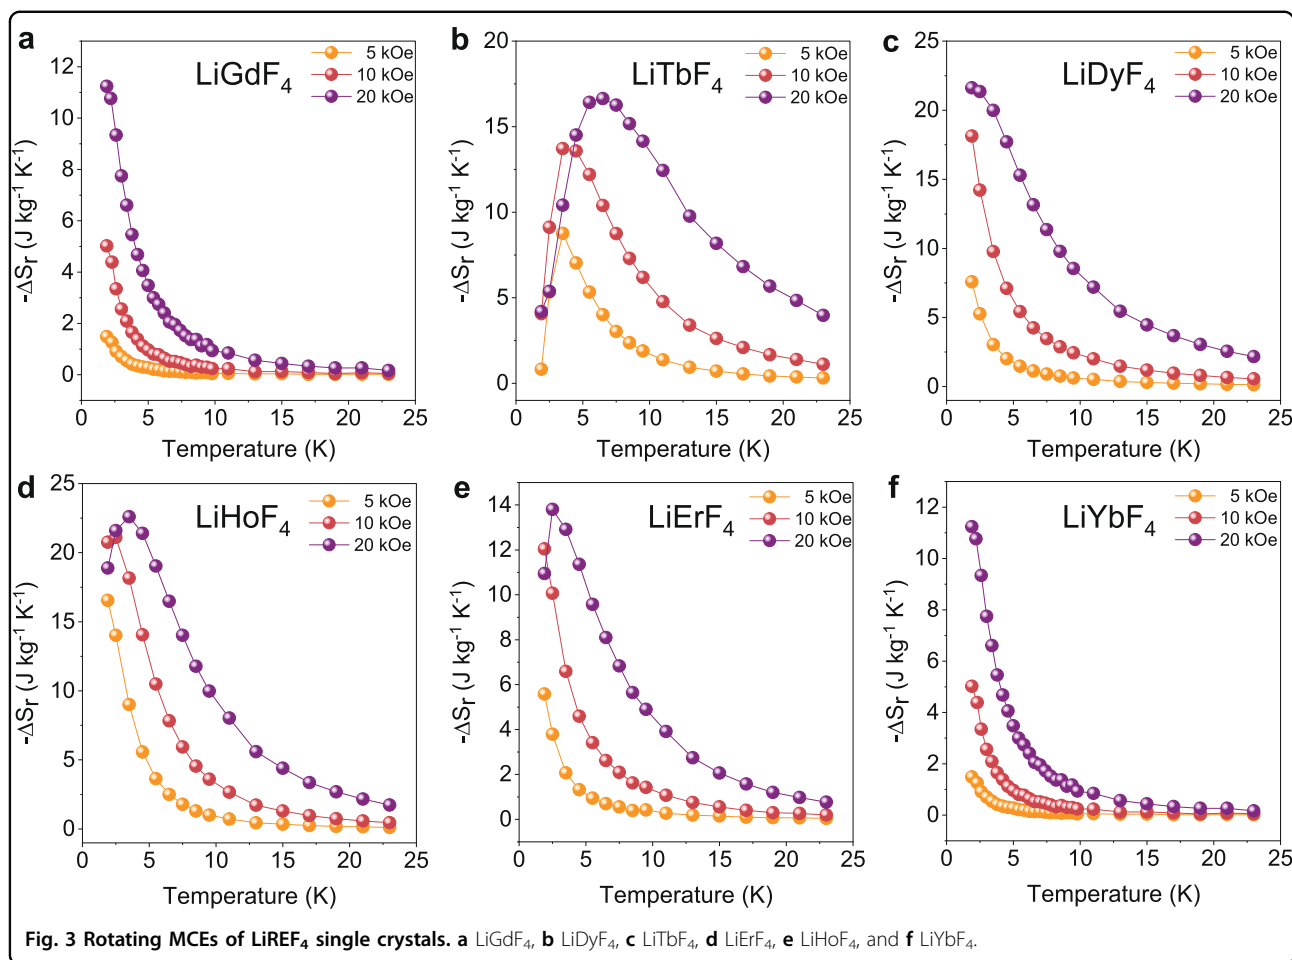 a
LiGdF4
5 kOe
10 kOe
20 kOe
-ΔSr (J kg-1 K-1)
12
10
8
6
4
2
0
0 5 10 15 20 25
Temperature (K)
b
LiTbF4
5 kOe
10 kOe
20 kOe
-ΔSr (J kg-1 K-1)
20
15
10
5
0
0 5 10 15 20 25
Temperature (K)
c
LiDyF4
5 kOe
10 kOe
20 kOe
-ΔSr (J kg-1 K-1)
25
20
15
10
5
0
0 5 10 15 20 25
Temperature (K)
d
LiHoF4
5 kOe
10 kOe
20 kOe
-ΔSr (J kg-1 K-1)
25
20
15
10
5
0
0 5 10 15 20 25
Temperature (K)
e
LiErF4
5 kOe
10 kOe
20 kOe
-ΔSr (J kg-1 K-1)
14
12
10
8
6
4
2
0
0 5 10 15 20 25
Temperature (K)
f
LiYbF4
5 kOe
10 kOe
20 kOe
-ΔSr (J kg-1 K-1)
12
10
8
6
4
2
0
0 5 10 15 20 25
Temperature (K)
Fig. 3 Rotating MCEs of LiREF4 single crystals. a LiGdF4, b LiDyF4, c LiTbF4, d LiErF4, e LiHoF4, and f LiYbF4.